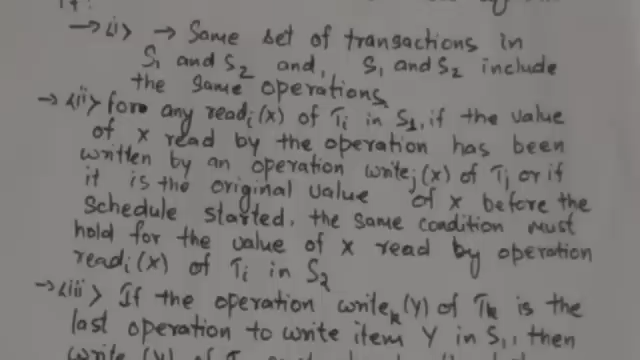 if:
→ <i> → Same set of transactions in
S1 and S2 and, S1 and S2 include
the same operations
→ <ii> for any readi(x) of Ti in S1, if the value
of x read by the operation has been
written by an operation writej(x) of Tj or if
it is the original value of x before the
Schedule started, the same condition must
hold for the value of x read by operation
readi(x) of Ti in S2
→ <iii> If the operation writek(Y) of Tk is the
last operation to write item Y in S1, then